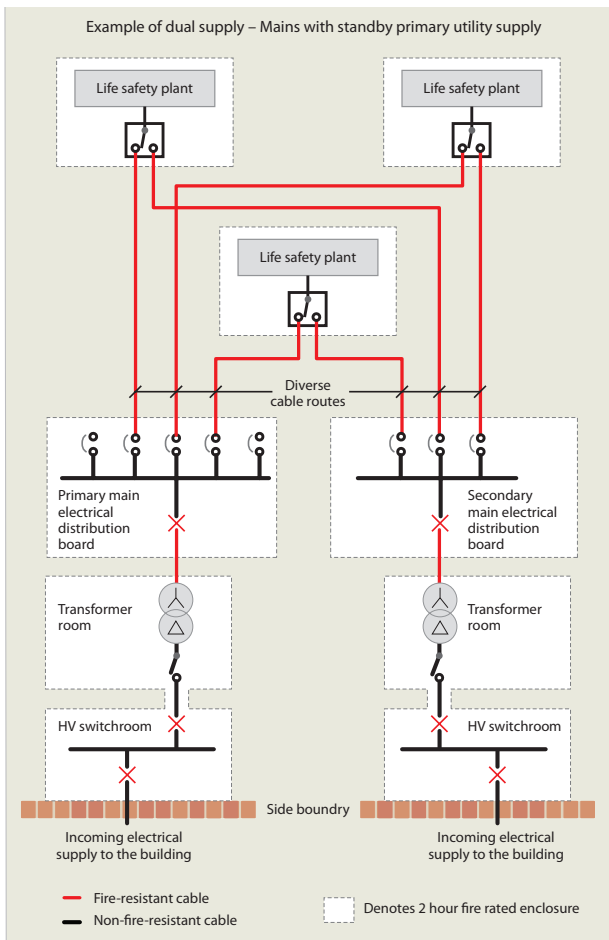 Example of dual supply – Mains with standby primary utility supply
Life safety plant
Life safety plant
Life safety plant
Diverse
cable routes
Primary main
electrical
distribution
board
Secondary
main electrical
distribution
board
Transformer
room
Transformer
room
HV switchroom
HV switchroom
Side boundry
Incoming electrical
supply to the building
Incoming electrical
supply to the building
Fire-resistant cable
Non-fire-resistant cable
Denotes 2 hour fire rated enclosure